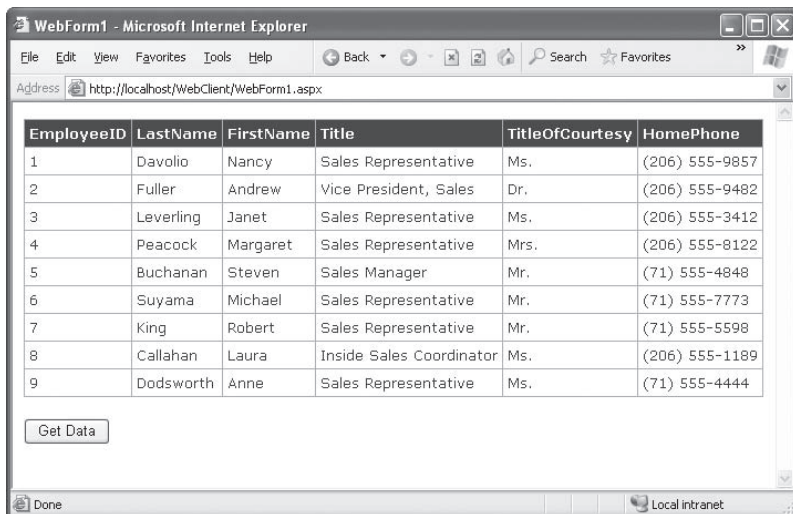 WebForm1 - Microsoft Internet Explorer
File Edit View Favorites Tools Help Back Search Favorites »
Address http://localhost/WebClient/WebForm1.aspx
EmployeeID LastName FirstName Title TitleOfCourtesy HomePhone
1 Davolio Nancy Sales Representative Ms. (206) 555-9857
2 Fuller Andrew Vice President, Sales Dr. (206) 555-9482
3 Leverling Janet Sales Representative Ms. (206) 555-3412
4 Peacock Margaret Sales Representative Mrs. (206) 555-8122
5 Buchanan Steven Sales Manager Mr. (71) 555-4848
6 Suyama Michael Sales Representative Mr. (71) 555-7773
7 King Robert Sales Representative Mr. (71) 555-5598
8 Callahan Laura Inside Sales Coordinator Ms. (206) 555-1189
9 Dodsworth Anne Sales Representative Ms. (71) 555-4444
Get Data
Done Local intranet